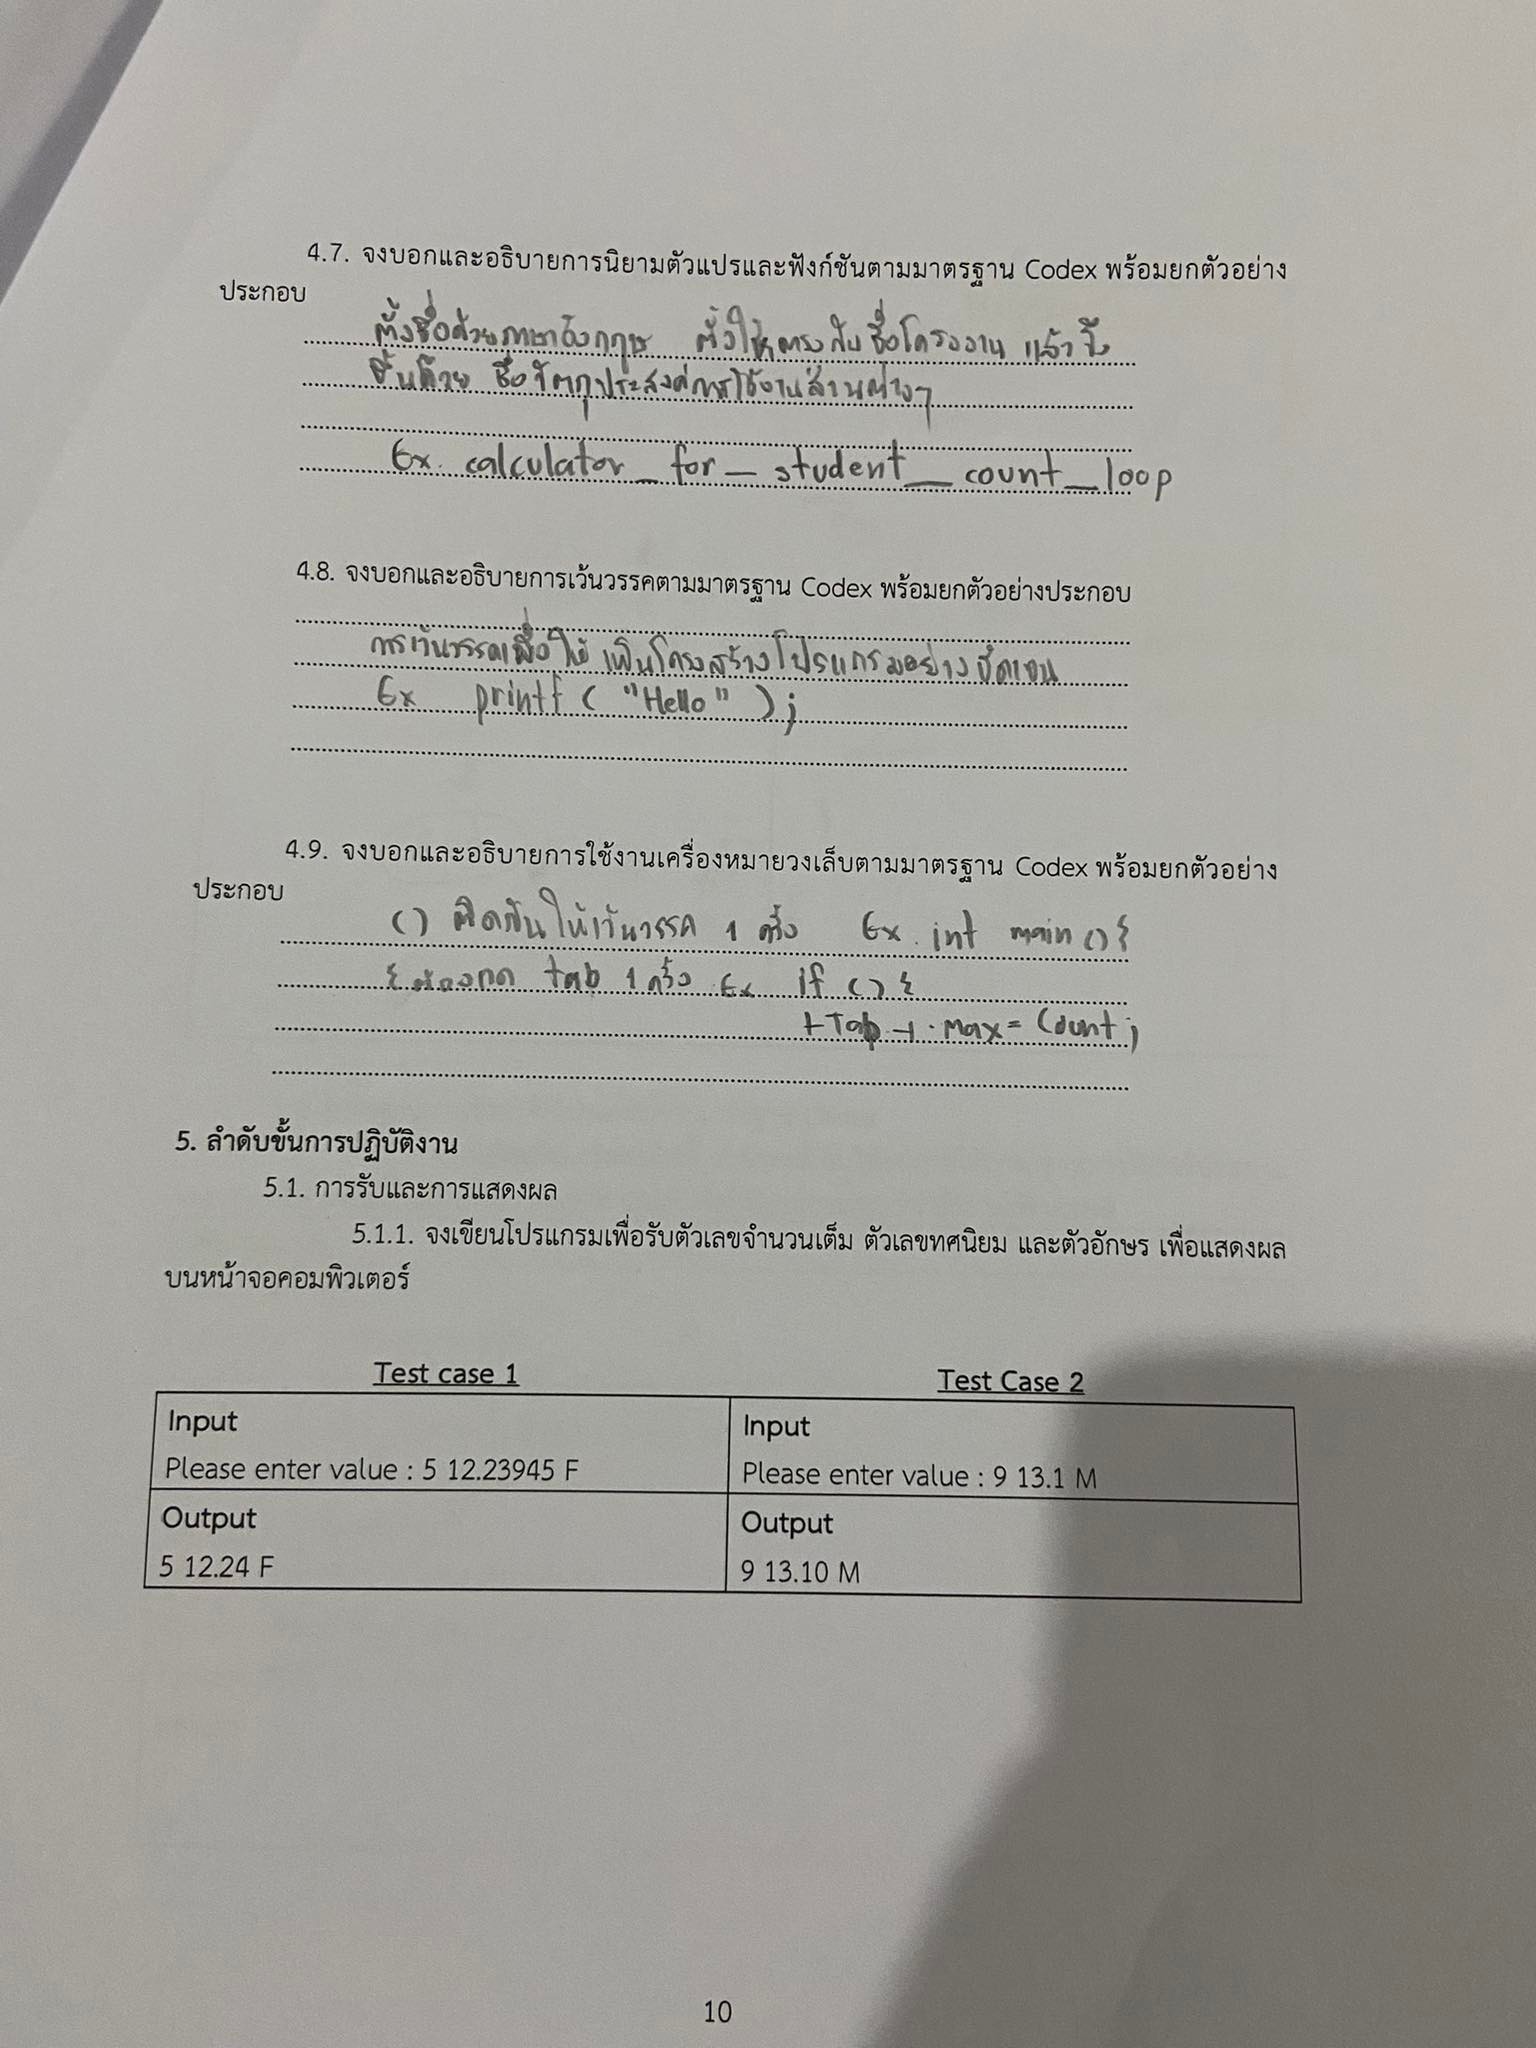 4.7. จงบอกและอธิบายการนิยามตัวแปรและฟังก์ชันตามมาตรฐาน Codex พร้อมยกตัวอย่าง
ประกอบ
ตั้งชื่อด้วยภาษาอังกฤษ ตั้งให้ตรงกับชื่อโครงงาน แล้วจึง
ขึ้นด้วย ชื่อวัตถุประสงค์การใช้งานส่วนต่างๆ
Ex. calculator_for_student_count_loop
4.8. จงบอกและอธิบายการเว้นวรรคตามมาตรฐาน Codex พร้อมยกตัวอย่างประกอบ
การเว้นวรรคเพื่อให้ เห็นโครงสร้างโปรแกรมอย่างชัดเจน
Ex printf ( "Hello" ) ;
4.9. จงบอกและอธิบายการใช้งานเครื่องหมายวงเล็บตามมาตรฐาน Codex พร้อมยกตัวอย่าง
ประกอบ
() ติดกันให้เว้นวรรค 1 ครั้ง Ex. int main () {
{ ต้องกด tab 1 ครั้ง Ex if () {
Tab max = Count ;
5. ลำดับขั้นการปฏิบัติงาน
5.1. การรับและการแสดงผล
5.1.1. จงเขียนโปรแกรมเพื่อรับตัวเลขจำนวนเต็ม ตัวเลขทศนิยม และตัวอักษร เพื่อแสดงผล
บนหน้าจอคอมพิวเตอร์
Test case 1
Test Case 2
Input
Please enter value : 5 12.23945 F
Input
Please enter value : 9 13.1 M
Output
5 12.24 F
Output
9 13.10 M
10